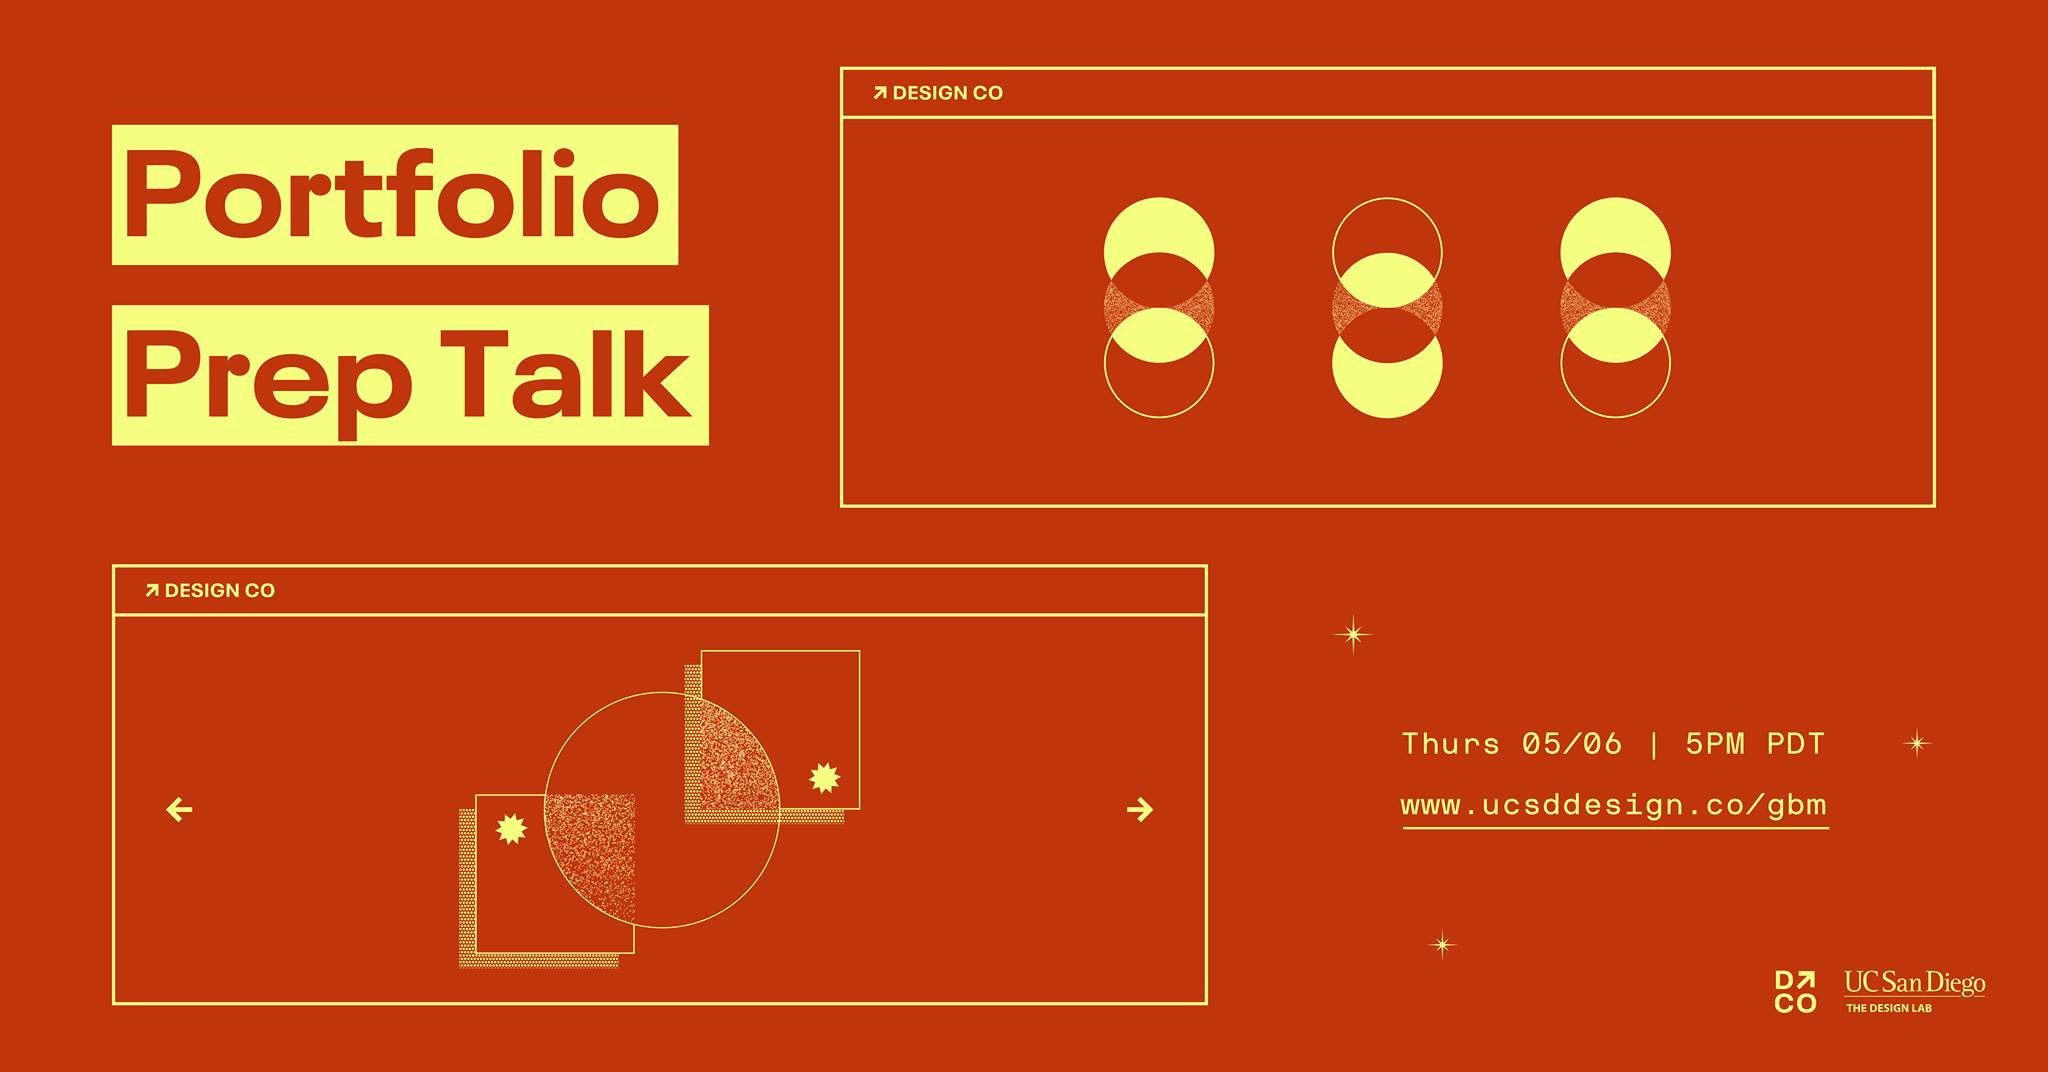 Portfolio
Prep Talk
DESIGN CO
DESIGN CO
Thurs 05/06 | 5PM PDT
www.ucsddesign.co/gbm
D↗
CO
UC San Diego
THE DESIGN LAB